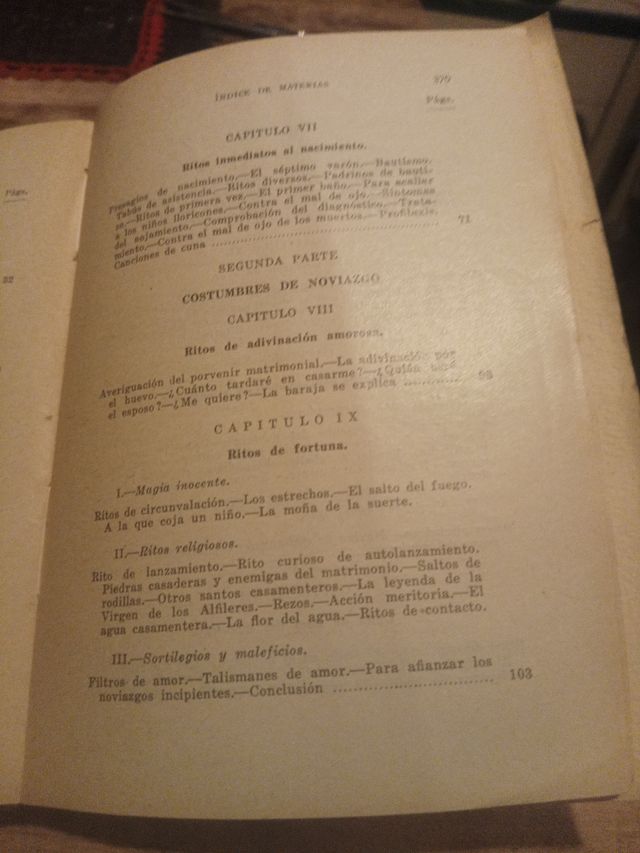 Págs.
22
ÍNDICE DE MATERIAS 379
Págs.
CAPITULO VII
Ritos inmediatos al nacimiento.
Presagios de nacimiento.—El séptimo varón.—Bautismo.
Tabús de asistencia.—Ritos diversos.—Padrinos de bauti-
zo.—Ritos de primera vez.—El primer baño.—Para acallar
a los niños lloricones.—Contra el mal de ojo.—Síntomas
del aojamiento.—Comprobación del diagnóstico.—Trata-
miento.—Contra el mal de ojo de los muertos.—Profilaxis.
Canciones de cuna 71
SEGUNDA PARTE
COSTUMBRES DE NOVIAZGO
CAPITULO VIII
Ritos de adivinación amorosa.
Averiguación del porvenir matrimonial.—La adivinación por
el huevo.—¿Cuánto tardaré en casarme?—¿Quién será
el esposo?—¿Me quiere?—La baraja se explica
CAPITULO IX
Ritos de fortuna.
I.—Magia inocente.
Ritos de circunvalación.—Los estrechos.—El salto del fuego.
A la que coja un niño.—La moña de la suerte.
II.—Ritos religiosos.
Rito de lanzamiento.—Rito curioso de autolanzamiento.
Piedras casaderas y enemigas del matrimonio.—Saltos de
rodillas.—Otros santos casamenteros.—La leyenda de la
Virgen de los Alfileres.—Rezos.—Acción meritoria.—El
agua casamentera.—La flor del agua.—Ritos de contacto.
III.—Sortilegios y maleficios.
Filtros de amor.—Talismanes de amor.—Para afianzar los
noviazgos incipientes.—Conclusión 103